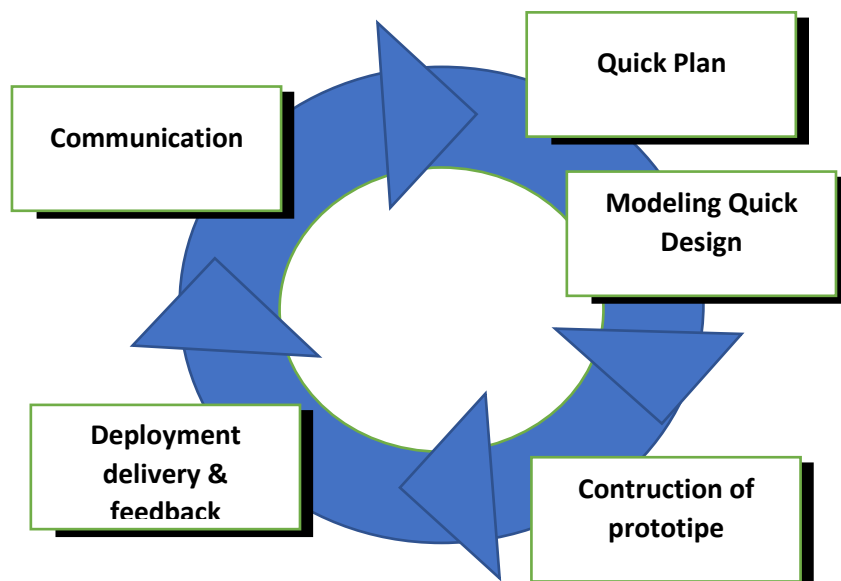 Quick Plan
Communication
Modeling Quick
Design
Deployment
delivery &
feedback
Contruction of
prototipe